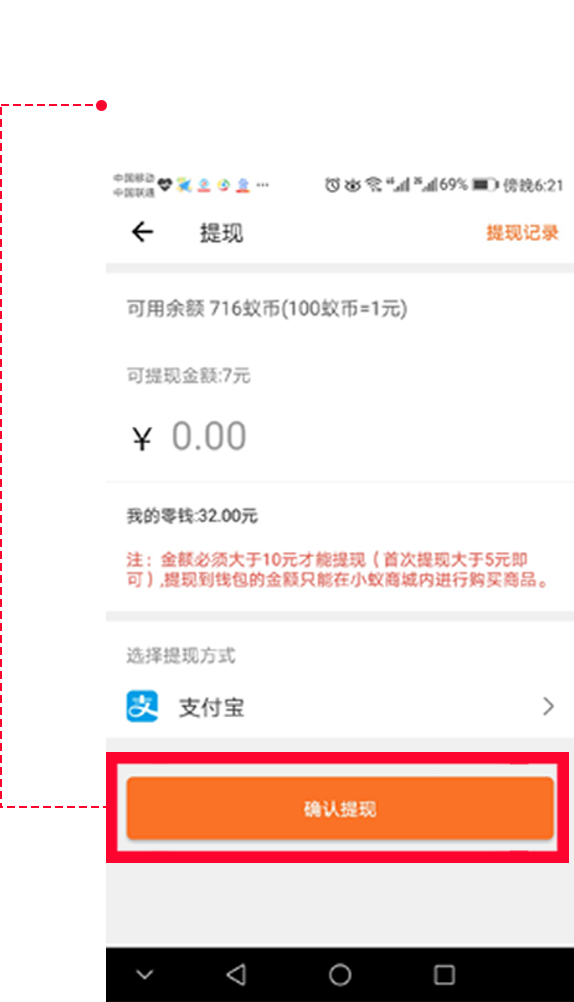 中国移动
中国联通
4G 2G 69% 傍晚6:21
提现 提现记录
可用余额 716蚁币(100蚁币=1元)
可提现金额:7元
¥ 0.00
我的零钱:32.00元
注：金额必须大于10元才能提现（首次提现大于5元即
可）,提现到钱包的金额只能在小蚁商城内进行购买商品。
选择提现方式
支付宝
确认提现